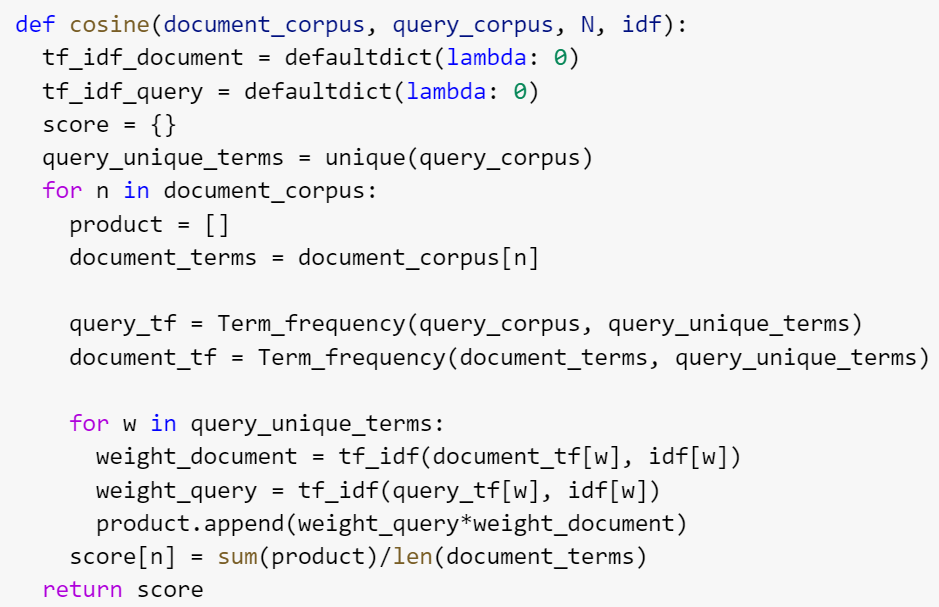 def cosine(document_corpus, query_corpus, N, idf):
  tf_idf_document = defaultdict(lambda: 0)
  tf_idf_query = defaultdict(lambda: 0)
  score = {}
  query_unique_terms = unique(query_corpus)
  for n in document_corpus:
    product = []
    document_terms = document_corpus[n]

    query_tf = Term_frequency(query_corpus, query_unique_terms)
    document_tf = Term_frequency(document_terms, query_unique_terms)

    for w in query_unique_terms:
      weight_document = tf_idf(document_tf[w], idf[w])
      weight_query = tf_idf(query_tf[w], idf[w])
      product.append(weight_query*weight_document)
    score[n] = sum(product)/len(document_terms)
  return score